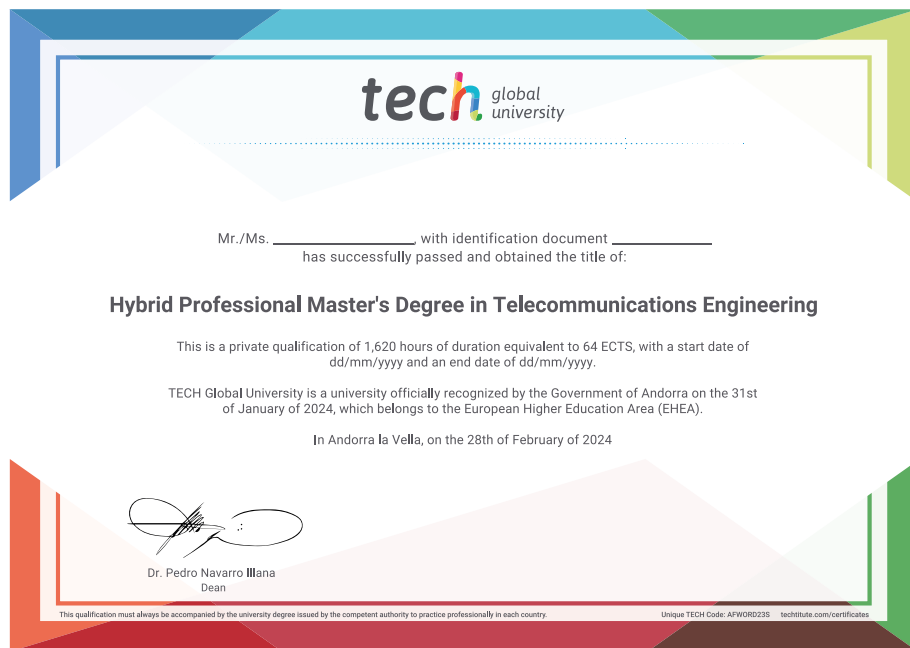 tech global
university
Mr./Ms. ____________, with identification document ____________
has successfully passed and obtained the title of:
Hybrid Professional Master's Degree in Telecommunications Engineering
This is a private qualification of 1,620 hours of duration equivalent to 64 ECTS, with a start date of
dd/mm/yyyy and an end date of dd/mm/yyyy.
TECH Global University is a university officially recognized by the Government of Andorra on the 31st
of January of 2024, which belongs to the European Higher Education Area (EHEA).
In Andorra la Vella, on the 28th of February of 2024
Dr. Pedro Navarro Illana
Dean
This qualification must always be accompanied by the university degree issued by the competent authority to practice professionally in each country.
Unique TECH Code: AFWORD23S techtitute.com/certificates